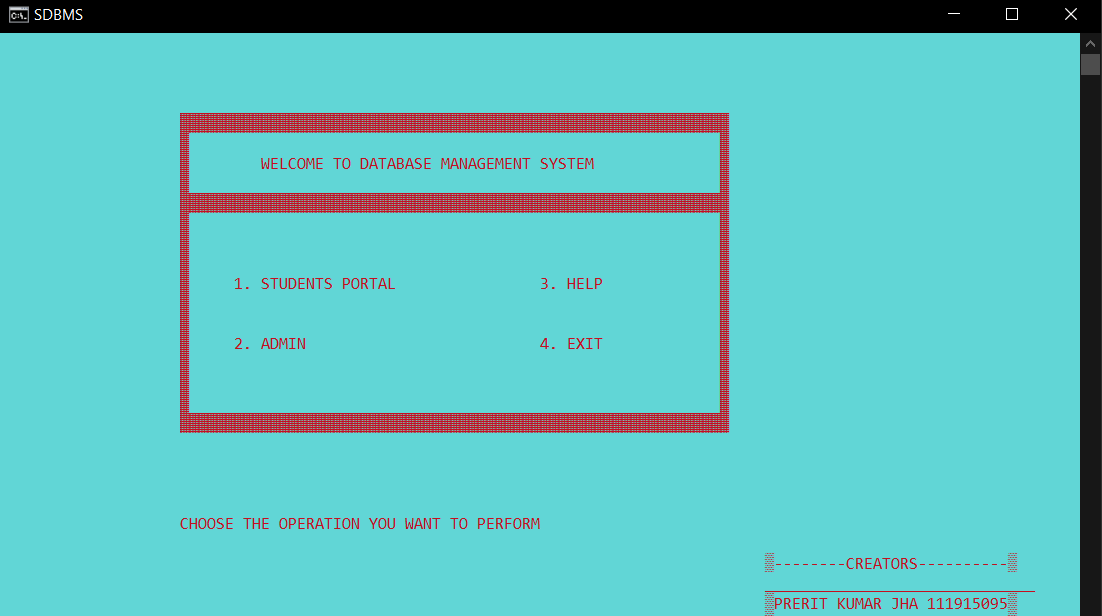 SDBMS
WELCOME TO DATABASE MANAGEMENT SYSTEM
1. STUDENTS PORTAL 3. HELP
2. ADMIN 4. EXIT
CHOOSE THE OPERATION YOU WANT TO PERFORM
--------CREATORS----------
PRERIT KUMAR JHA 111915095